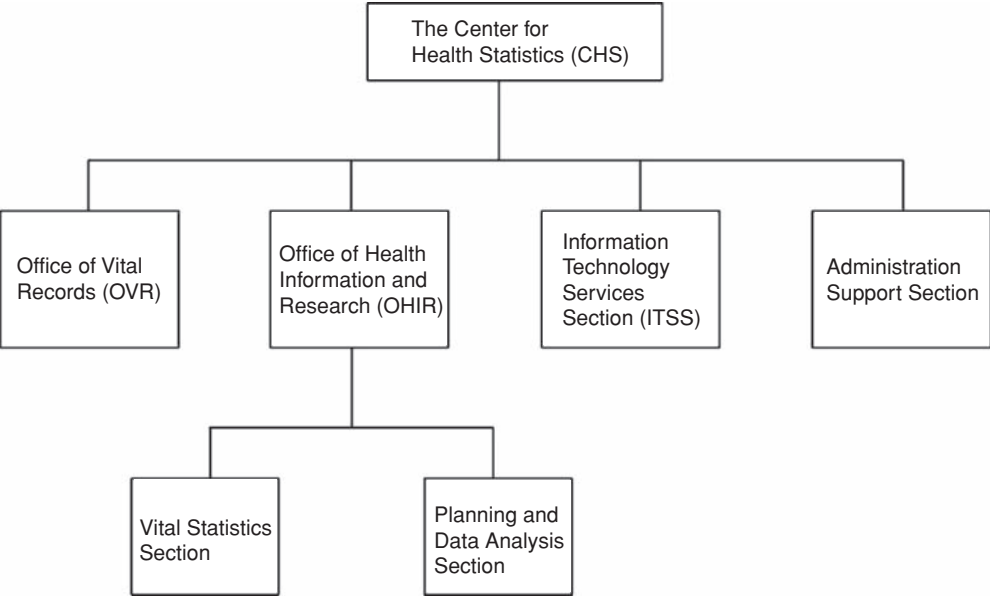 The Center for
Health Statistics (CHS)
Office of Vital
Records (OVR)
Office of Health
Information and
Research (OHIR)
Information
Technology
Services
Section (ITSS)
Administration
Support Section
Vital Statistics
Section
Planning and
Data Analysis
Section